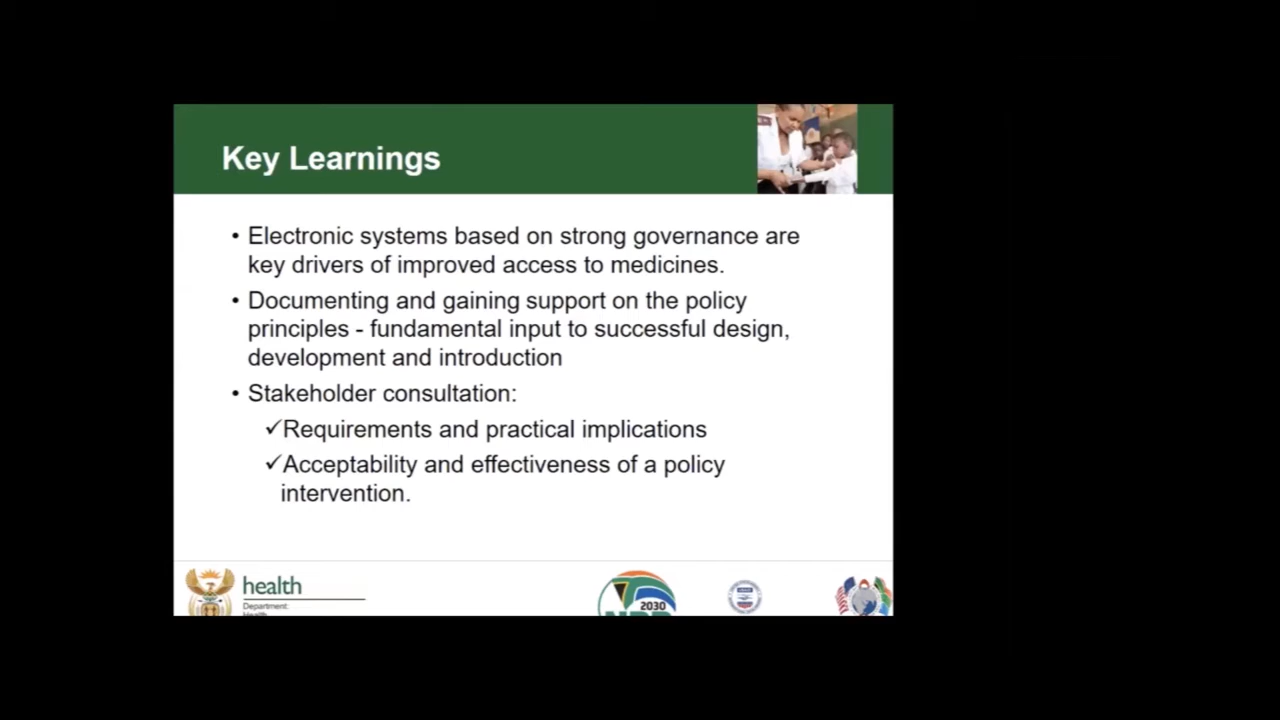 Key Learnings
• Electronic systems based on strong governance are
key drivers of improved access to medicines.
• Documenting and gaining support on the policy
principles - fundamental input to successful design,
development and introduction
• Stakeholder consultation:
✓Requirements and practical implications
✓Acceptability and effectiveness of a policy
intervention.
health
Department:
2030